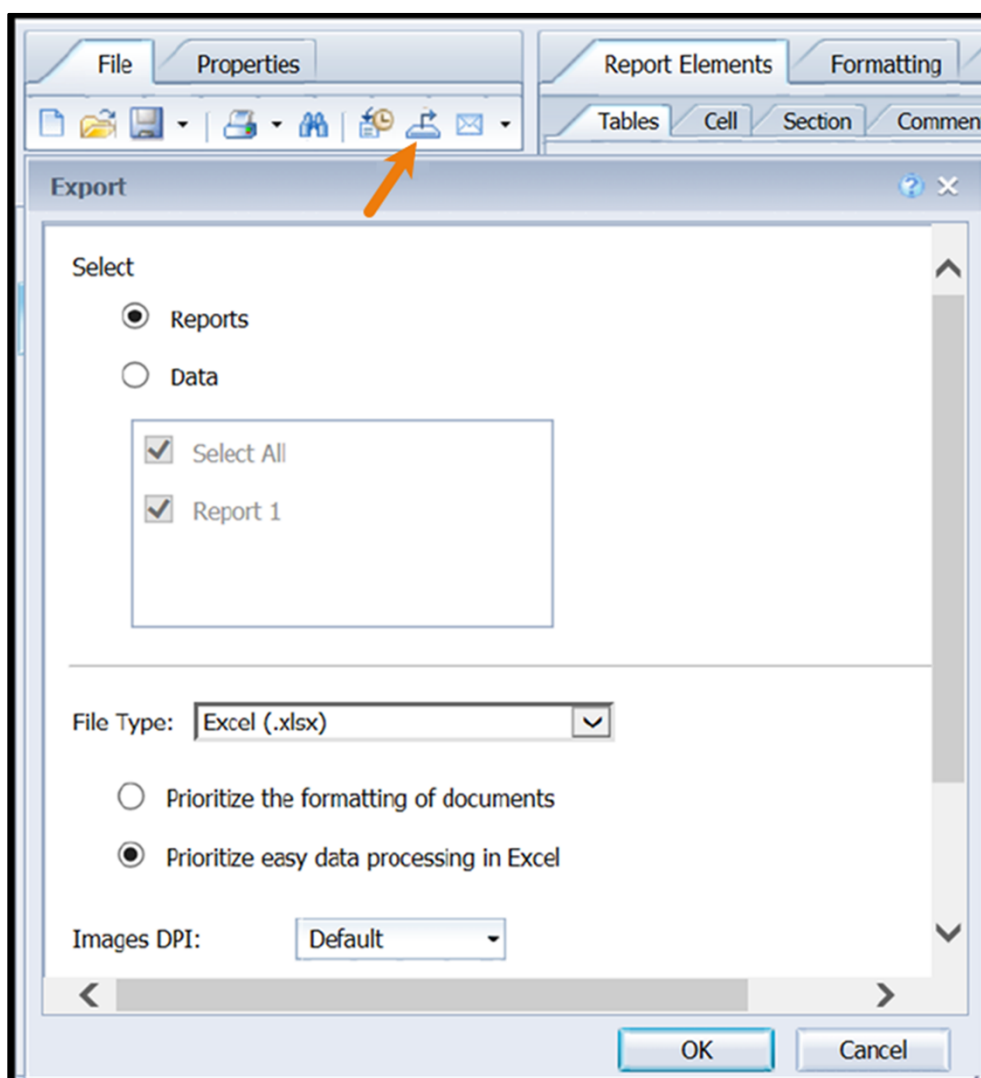 File Properties Report Elements Formatting
Tables Cell Section Commen
Export
Select
Reports
Data
Select All
Report 1
File Type: Excel (.xlsx)
Prioritize the formatting of documents
Prioritize easy data processing in Excel
Images DPI: Default
OK Cancel